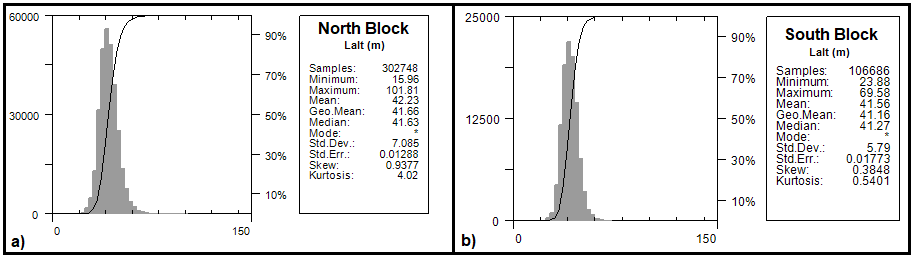 60000
30000
0
90%
70%
50%
30%
10%
0
150
a)
North Block
Lalt (m)
Samples: 302748
Minimum: 15.96
Maximum: 101.81
Mean: 42.23
Geo.Mean: 41.66
Median: 41.63
Mode: *
Std.Dev.: 7.085
Std.Err.: 0.01288
Skew: 0.9377
Kurtosis: 4.02
25000
12500
0
90%
70%
50%
30%
10%
0
150
b)
South Block
Lalt (m)
Samples: 106686
Minimum: 23.88
Maximum: 69.58
Mean: 41.56
Geo.Mean: 41.16
Median: 41.27
Mode: *
Std.Dev.: 5.79
Std.Err.: 0.01773
Skew: 0.3848
Kurtosis: 0.5401